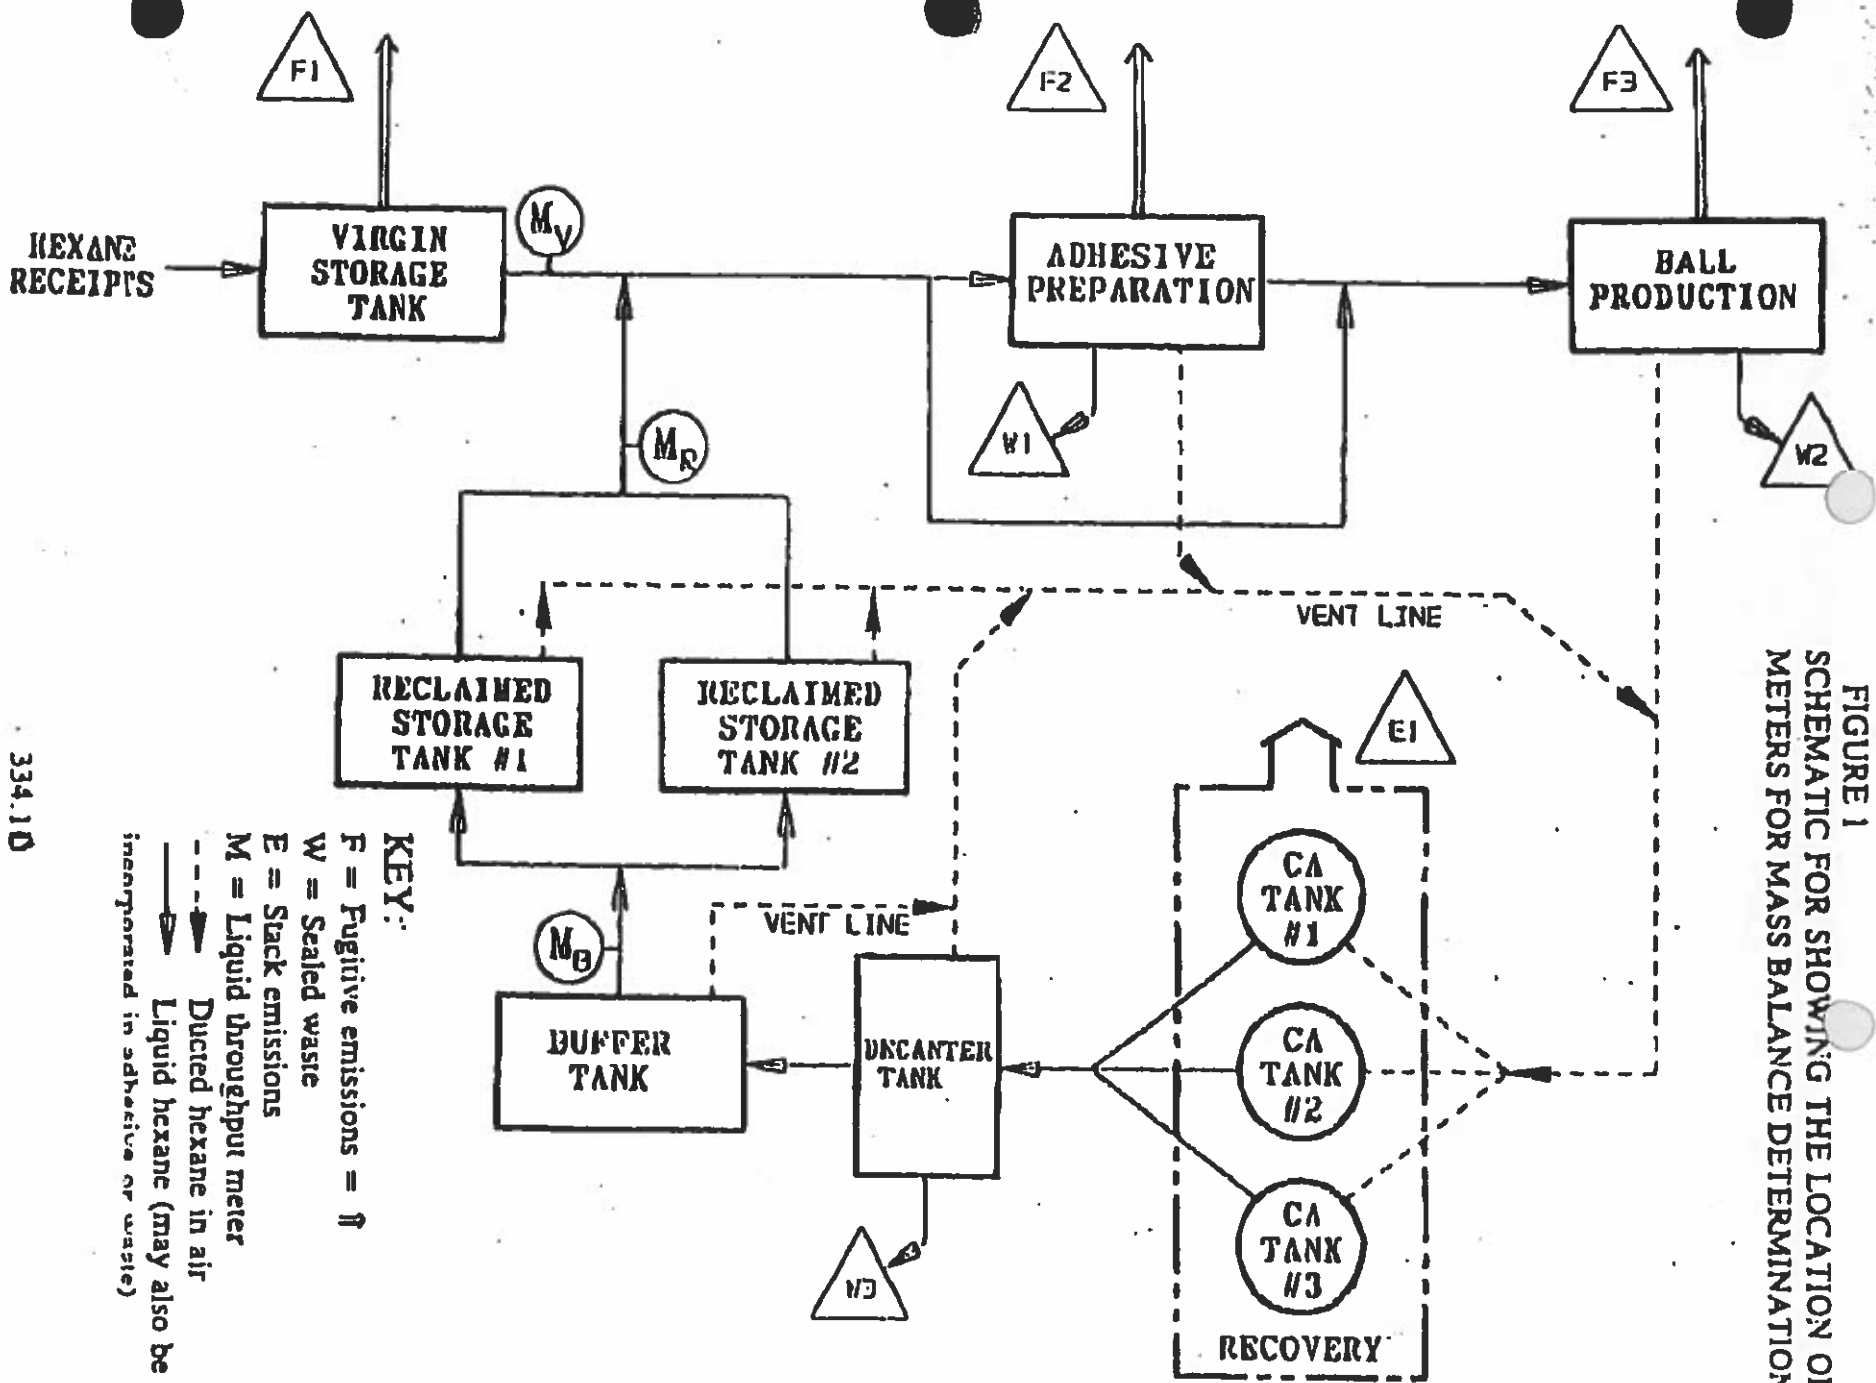 FIGURE 1
SCHEMATIC FOR SHOWING THE LOCATION OF
METERS FOR MASS BALANCE DETERMINATION
F1
F2
F3
HEXANE
RECEIPTS
VIRGIN
STORAGE
TANK
MV
ADHESIVE
PREPARATION
BALL
PRODUCTION
W1
W2
MR
VENT LINE
RECLAIMED
STORAGE
TANK #1
RECLAIMED
STORAGE
TANK #2
E1
CA
TANK
#1
CA
TANK
#2
CA
TANK
#3
RECOVERY
VENT LINE
MB
BUFFER
TANK
DECANTER
TANK
W3
KEY:
F = Fugitive emissions = ⇑
W = Sealed waste
E = Stack emissions
M = Liquid throughput meter
Ducted hexane in air
Liquid hexane (may also be
incorporated in adhesive or waste)
334.10